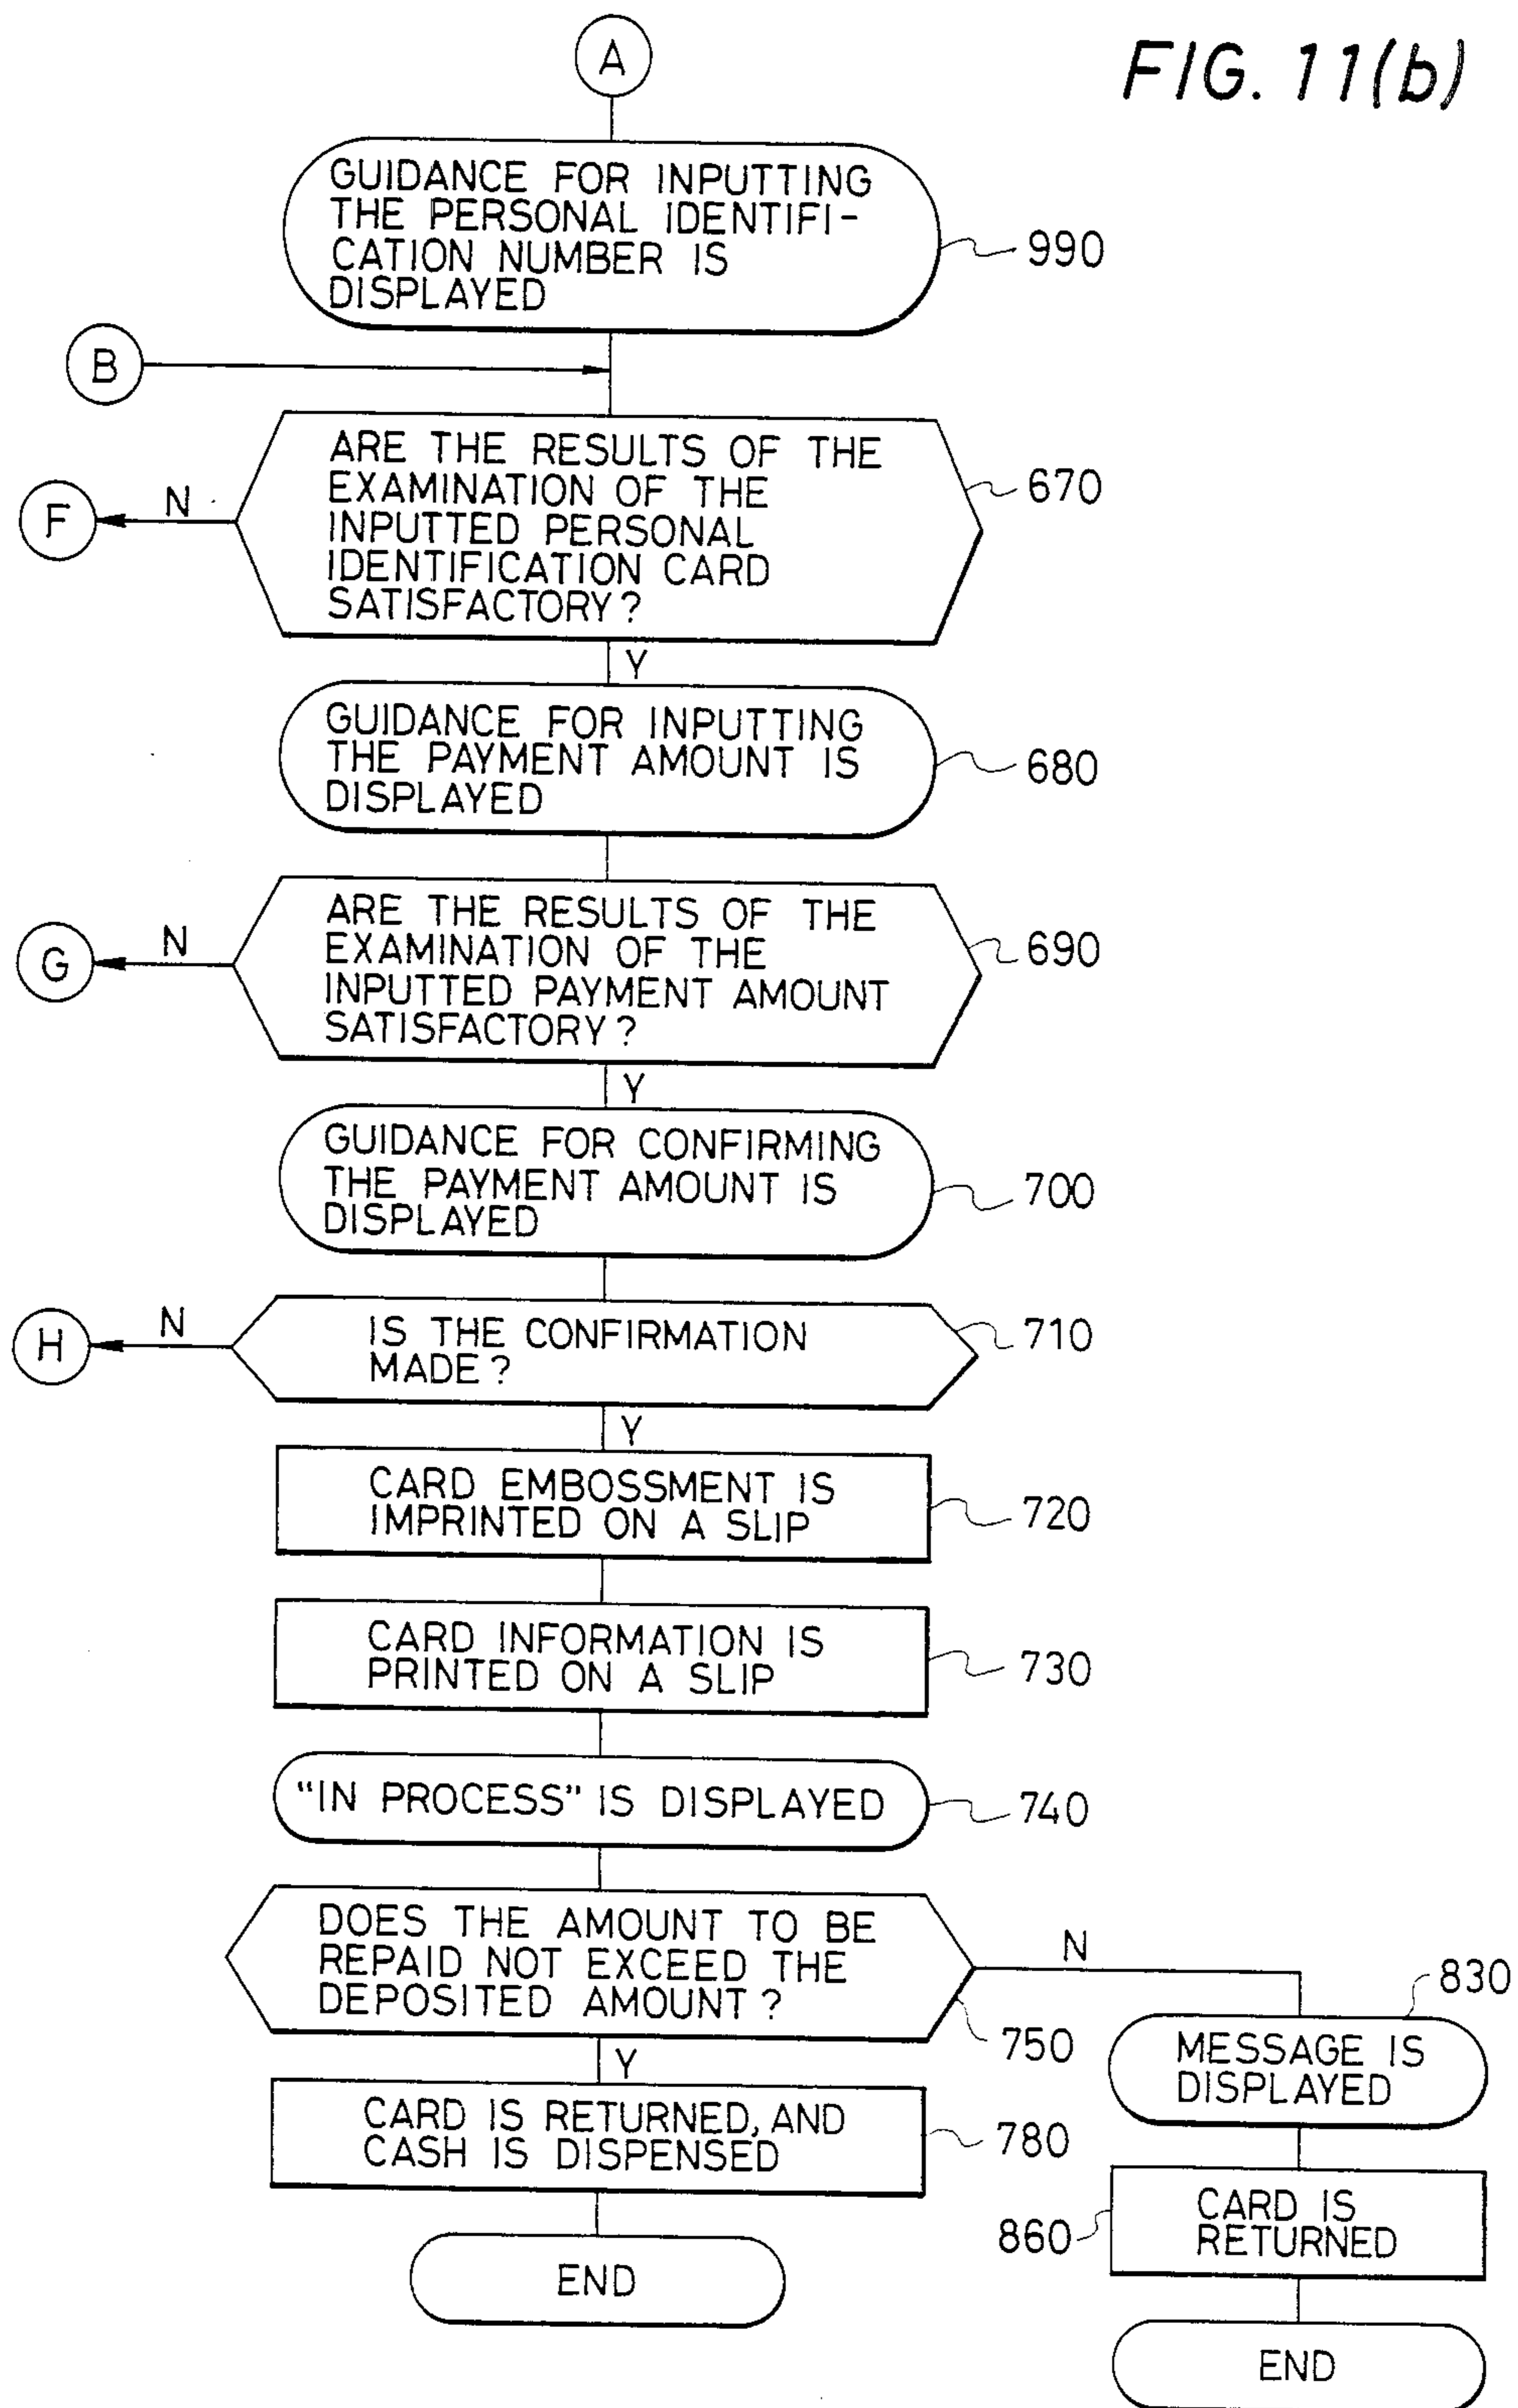 A
FIG. 11(b)
GUIDANCE FOR INPUTTING
THE PERSONAL IDENTIFI-
CATION NUMBER IS
DISPLAYED
990
B
ARE THE RESULTS OF THE
EXAMINATION OF THE
INPUTTED PERSONAL
IDENTIFICATION CARD
SATISFACTORY?
670
N
F
Y
GUIDANCE FOR INPUTTING
THE PAYMENT AMOUNT IS
DISPLAYED
680
ARE THE RESULTS OF THE
EXAMINATION OF THE
INPUTTED PAYMENT AMOUNT
SATISFACTORY?
690
N
G
Y
GUIDANCE FOR CONFIRMING
THE PAYMENT AMOUNT IS
DISPLAYED
700
IS THE CONFIRMATION
MADE?
710
N
H
Y
CARD EMBOSSMENT IS
IMPRINTED ON A SLIP
720
CARD INFORMATION IS
PRINTED ON A SLIP
730
"IN PROCESS" IS DISPLAYED
740
DOES THE AMOUNT TO BE
REPAID NOT EXCEED THE
DEPOSITED AMOUNT?
750
N
830
MESSAGE IS
DISPLAYED
Y
CARD IS RETURNED, AND
CASH IS DISPENSED
780
860
CARD IS
RETURNED
END
END